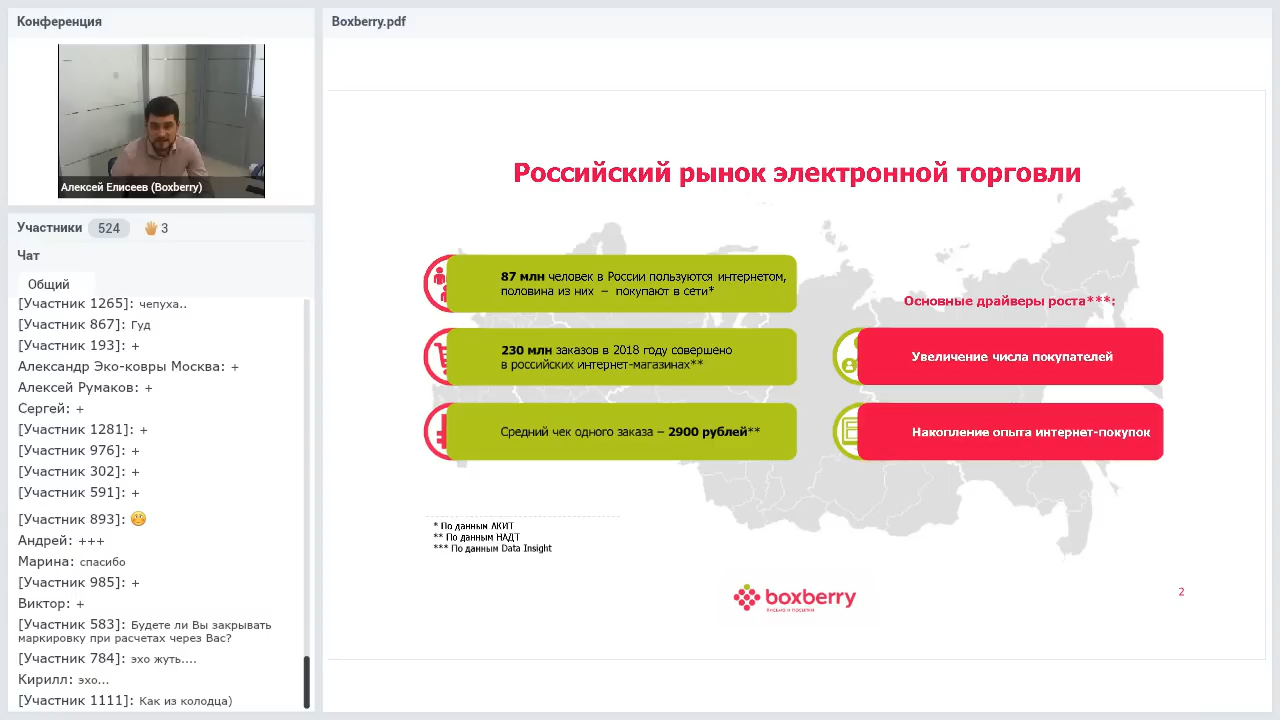 Конференция
Алексей Елисеев (Boxberry)
Участники 524 3
Чат
Общий
[Участник 1265]: чепуха..
[Участник 867]: Гуд
[Участник 193]: +
Александр Эко-ковры Москва: +
Алексей Румаков: +
Сергей: +
[Участник 1281]: +
[Участник 976]: +
[Участник 302]: +
[Участник 591]: +
[Участник 893]:
Андрей: +++
Марина: спасибо
[Участник 985]: +
Виктор: +
[Участник 583]: Будете ли Вы закрывать
маркировку при расчетах через Вас?
[Участник 784]: эхо жуть....
Кирилл: эхо...
[Участник 1111]: Как из колодца)
Boxberry.pdf
Российский рынок электронной торговли
87 млн человек в России пользуются интернетом,
половина из них – покупают в сети*
230 млн заказов в 2018 году совершено
в российских интернет-магазинах**
Средний чек одного заказа – 2900 рублей**
Основные драйверы роста***:
Увеличение числа покупателей
Накопление опыта интернет-покупок
* По данным АКИТ
** По данным НАДТ
*** По данным Data Insight
boxberry
письма и посылки
2